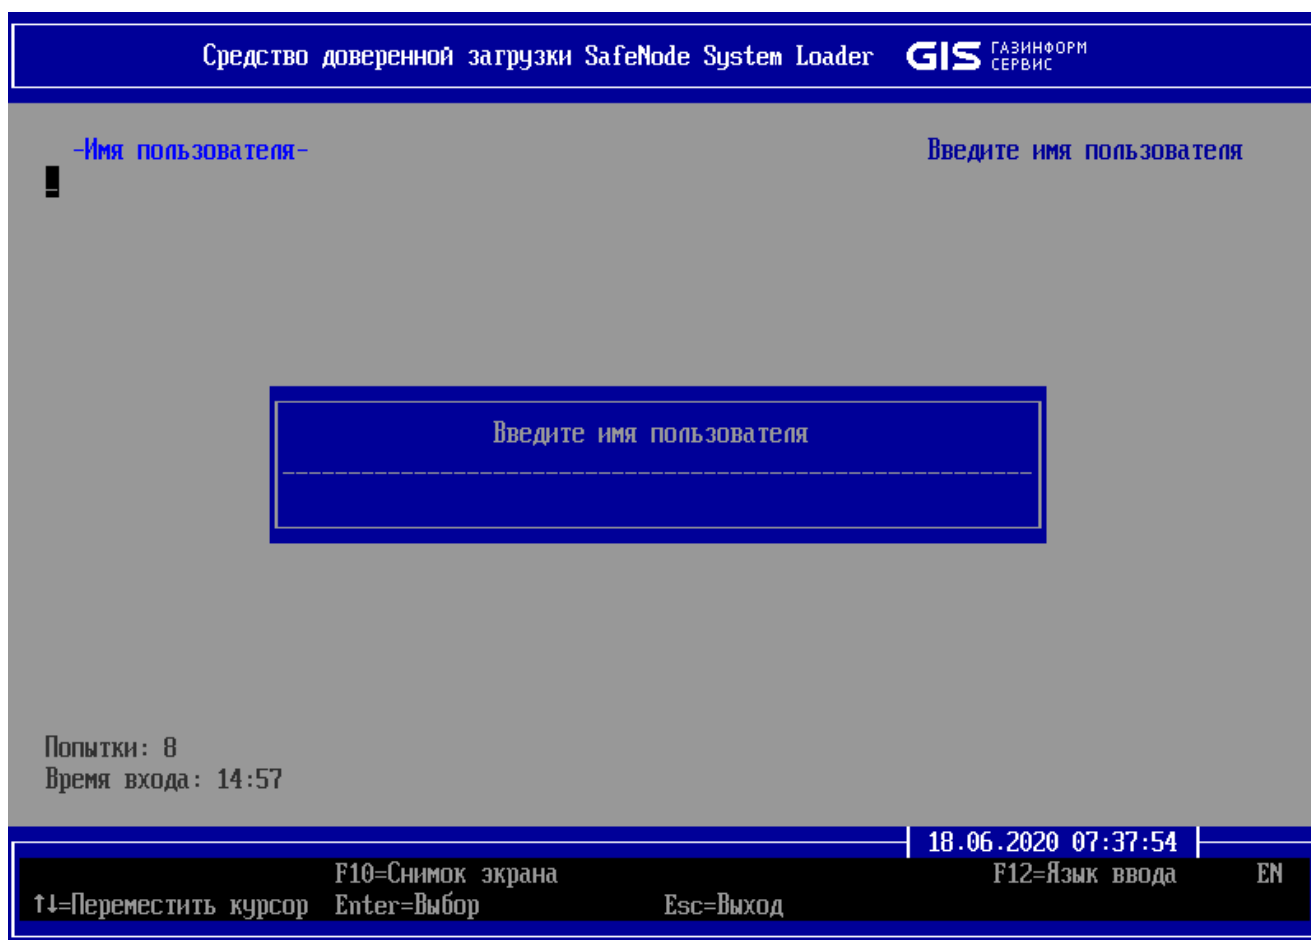 Средство доверенной загрузки SafeNode System Loader GIS ГАЗИНФОРМ
СЕРВИС
-Имя пользователя- Введите имя пользователя
Введите имя пользователя
Попытки: 8
Время входа: 14:57
18.06.2020 07:37:54
F10=Снимок экрана F12=Язык ввода EN
↑↓=Переместить курсор Enter=Выбор Esc=Выход